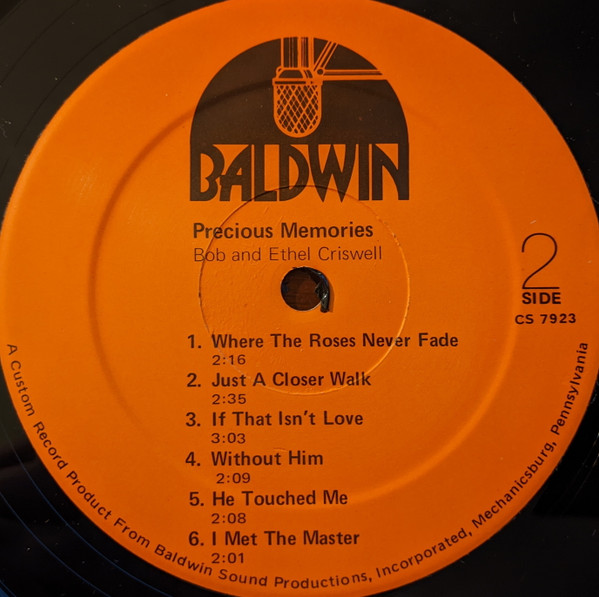 BALDWIN
Precious Memories
Bob and Ethel Criswell
2
SIDE
CS 7923
1. Where The Roses Never Fade
2:16
2. Just A Closer Walk
2:35
3. If That Isn't Love
3:03
4. Without Him
2:09
5. He Touched Me
2:08
6. I Met The Master
2:01
A Custom Record Product From Baldwin Sound Productions, Incorporated, Mechanicsburg, Pennsylvania